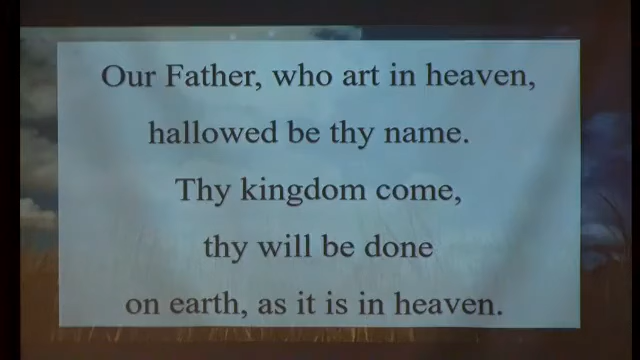 Our Father, who art in heaven,
hallowed be thy name.
Thy kingdom come,
thy will be done
on earth, as it is in heaven.